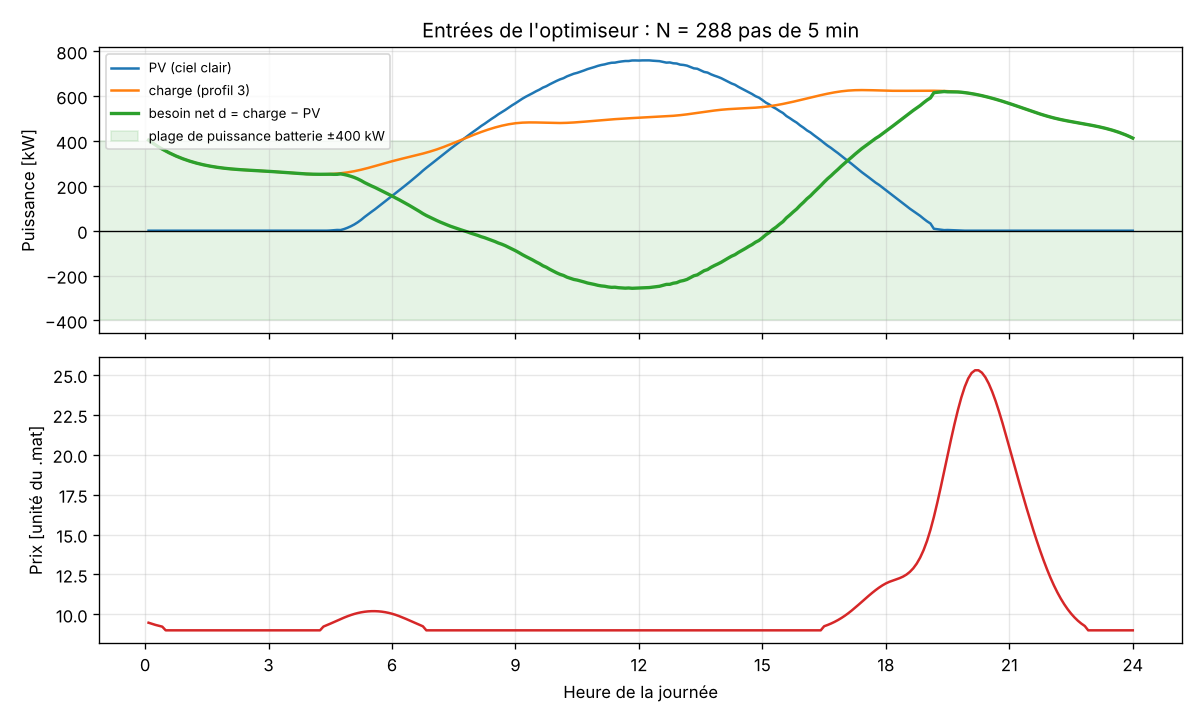 Entrées de l'optimiseur : N = 288 pas de 5 min
PV (ciel clair)
charge (profil 3)
besoin net d = charge − PV
plage de puissance batterie ±400 kW
Puissance [kW]
800
600
400
200
0
−200
−400
Prix [unité du .mat]
25.0
22.5
20.0
17.5
15.0
12.5
10.0
0 3 6 9 12 15 18 21 24
Heure de la journée